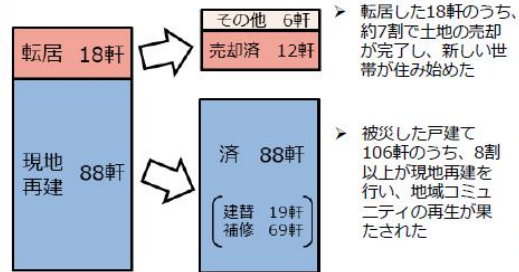 転居 18軒
現地
再建 88軒
その他 6軒
売却済 12軒
済 88軒
建替 19軒
補修 69軒
➢ 転居した18軒のうち、
約7割で土地の売却
が完了し、新しい世
帯が住み始めた
➢ 被災した戸建て
106軒のうち、8割
以上が現地再建を
行い、地域コミュ
ニティの再生が果
たされた